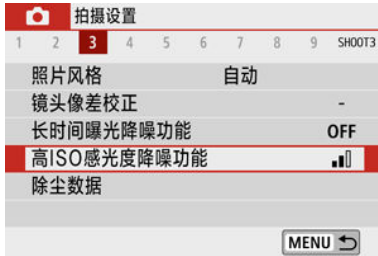 拍摄设置
1 2 3 4 5 6 7 8 9 SHOOT3
照片风格 自动
镜头像差校正 -
长时间曝光降噪功能 OFF
高ISO感光度降噪功能
除尘数据
MENU